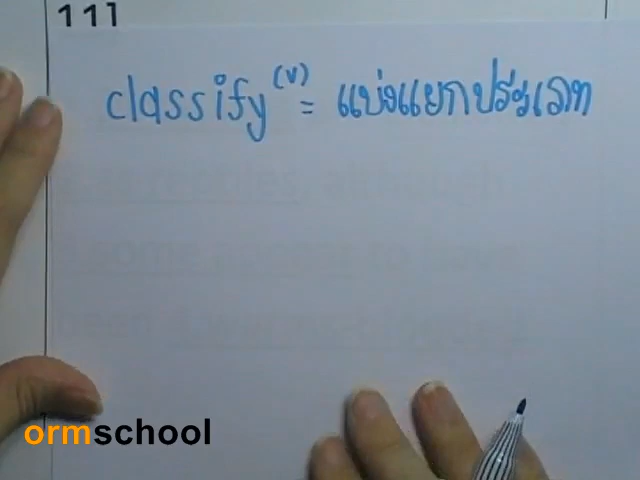 111
classify (v) = แบ่งแยกประเภท
ormschool